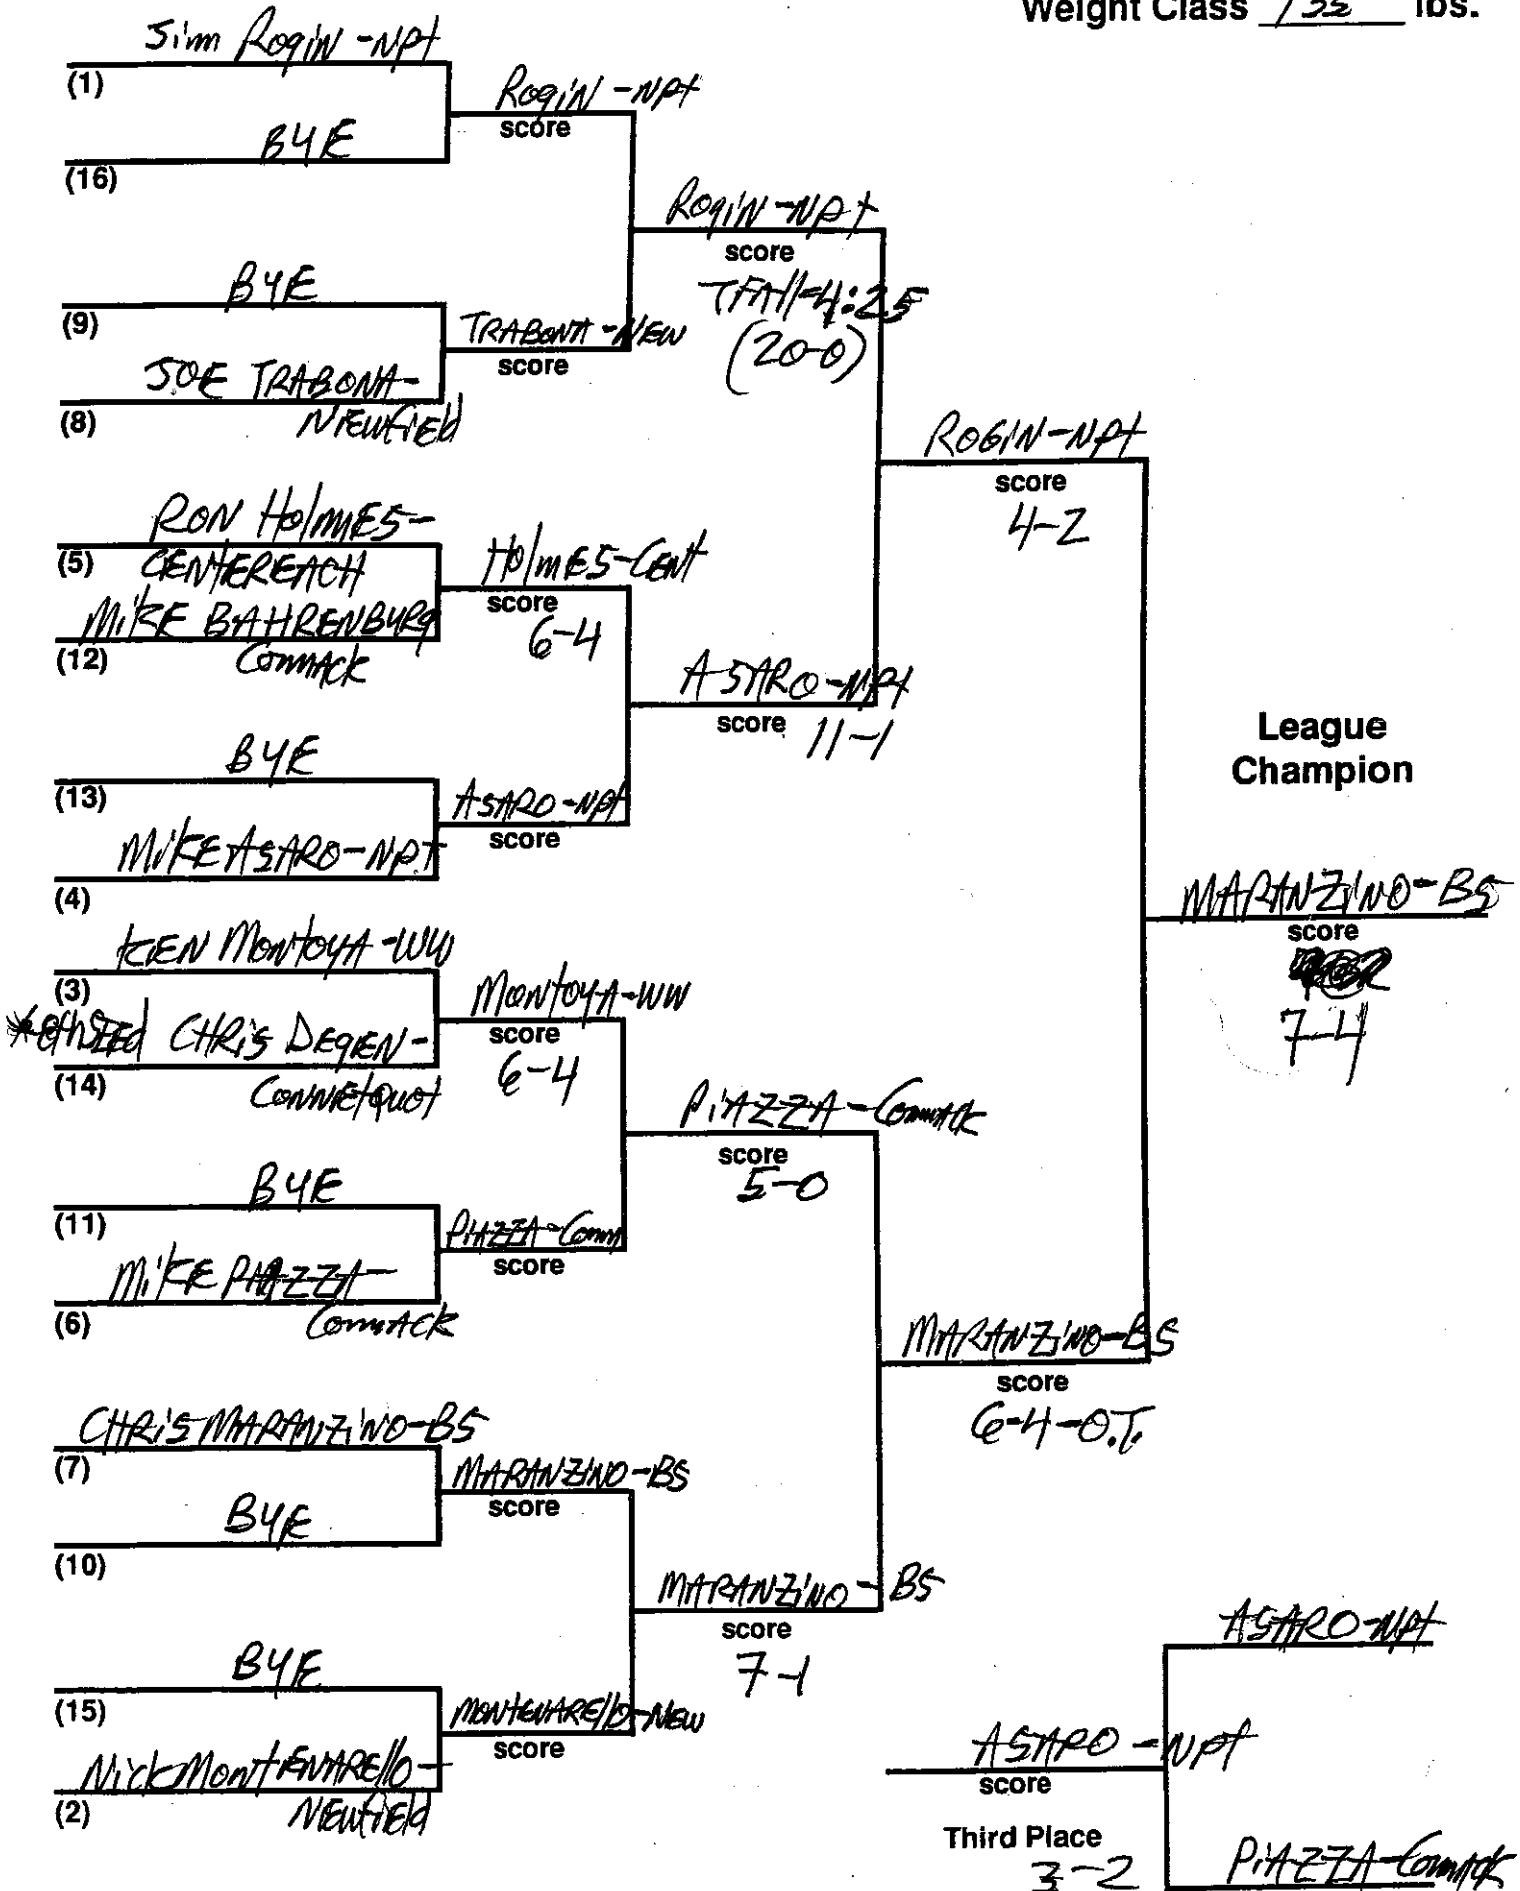 Weight Class 132 lbs.
Jim Rogin -Npt
(1)
Rogin -Npt
score
BYE
(16)
Rogin-Npt
score
TFAll-4:25
(20-0)
BYE
(9)
TRABONA-NEW
score
JOE TRABONA-
(8)
NEWFIEld
ROGIN-Npt
score
4-2
RON HolmES-
(5)
CENTEREACH
HolmES-CENt
score
6-4
MiKE BAHRENBURg
(12)
CommAck
ASARO-NPt
score
11-1
BYE
(13)
ASARO-Npt
score
MiKE ASARO-NPT
(4)
League
Champion
MARANZiNO-BS
score
7-4
KEN MONtOYA-WW
(3)
MONtOYA-WW
score
6-4
CHRiS DEgEN-
(14)
CONNEtquot
PiAZZA-CommAck
score
5-0
BYE
(11)
PiAZZA-Comm
score
MiKE PiAZZA-
(6)
CommACK
MARANZiNO-BS
score
6-4-O.T.
CHRiS MARANZiNO-BS
(7)
MARANZiNO-BS
score
BYE
(10)
MARANZiNO-BS
score
7-1
BYE
(15)
MONtENAREllO-NEW
score
Nick MONtENAREllO-
(2)
NEWfiEld
ASARO-Npt
ASARO-Npt
score
Third Place
3-2
PiAZZA-CommAck